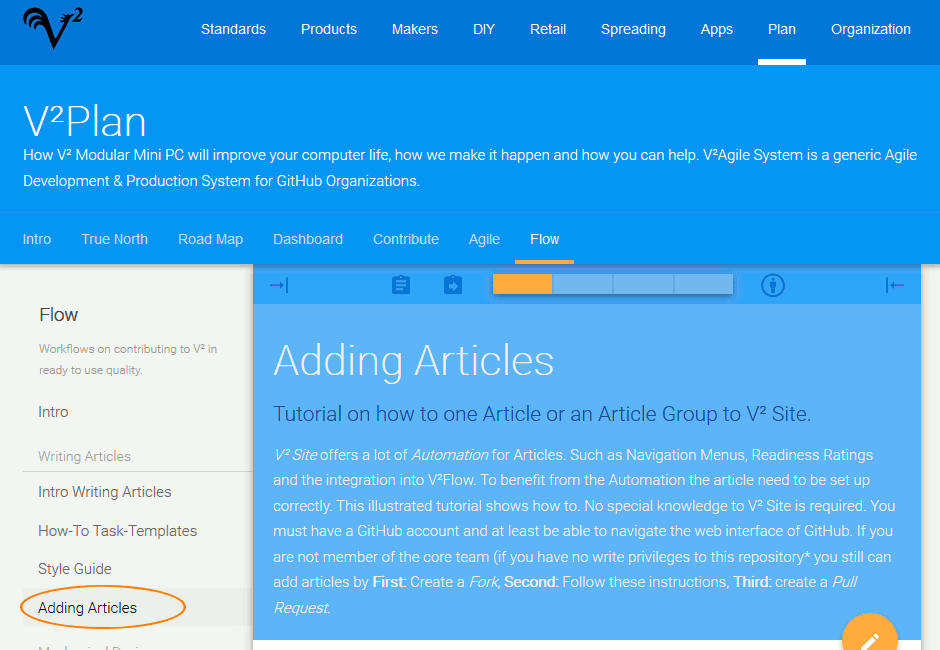 V2
Standards Products Makers DIY Retail Spreading Apps Plan Organization
V²Plan
How V² Modular Mini PC will improve your computer life, how we make it happen and how you can help. V²Agile System is a generic Agile
Development & Production System for GitHub Organizations.
Intro True North Road Map Dashboard Contribute Agile Flow
Flow
Workflows on contributing to V² in
ready to use quality.
Intro
Writing Articles
Intro Writing Articles
How-To Task-Templates
Style Guide
Adding Articles
Adding Articles
Tutorial on how to one Article or an Article Group to V² Site.
V² Site offers a lot of Automation for Articles. Such as Navigation Menus, Readiness Ratings
and the integration into V²Flow. To benefit from the Automation the article need to be set up
correctly. This illustrated tutorial shows how to. No special knowledge to V² Site is required. You
must have a GitHub account and at least be able to navigate the web interface of GitHub. If you
are not member of the core team (if you have no write privileges to this repository* you still can
add articles by First: Create a Fork, Second: Follow these instructions, Third: create a Pull
Request.